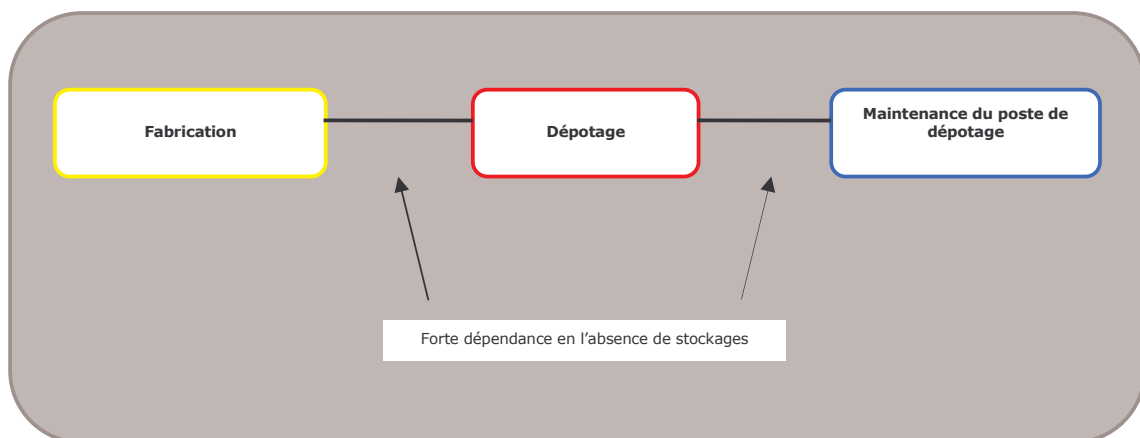 Fabrication
Dépotage
Maintenance du poste de
dépotage
Forte dépendance en l’absence de stockages